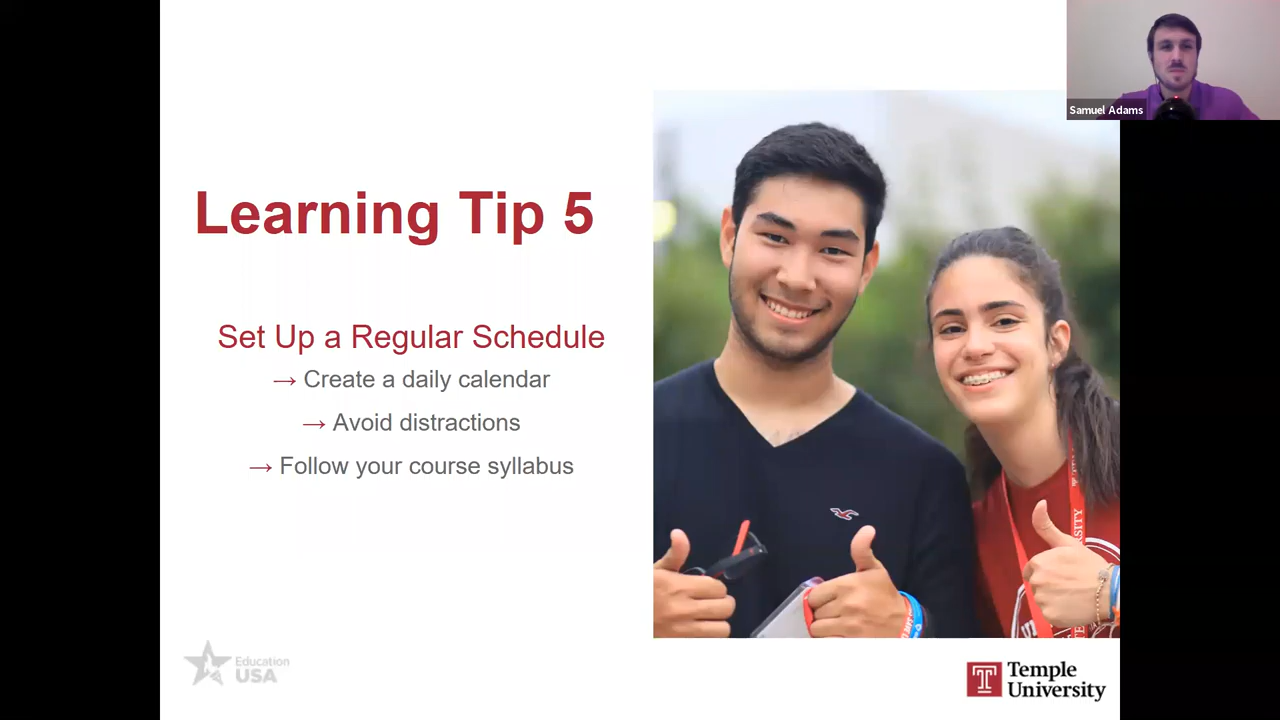 Samuel Adams
Learning Tip 5
Set Up a Regular Schedule
→ Create a daily calendar
→ Avoid distractions
→ Follow your course syllabus
Education
USA
Temple
University